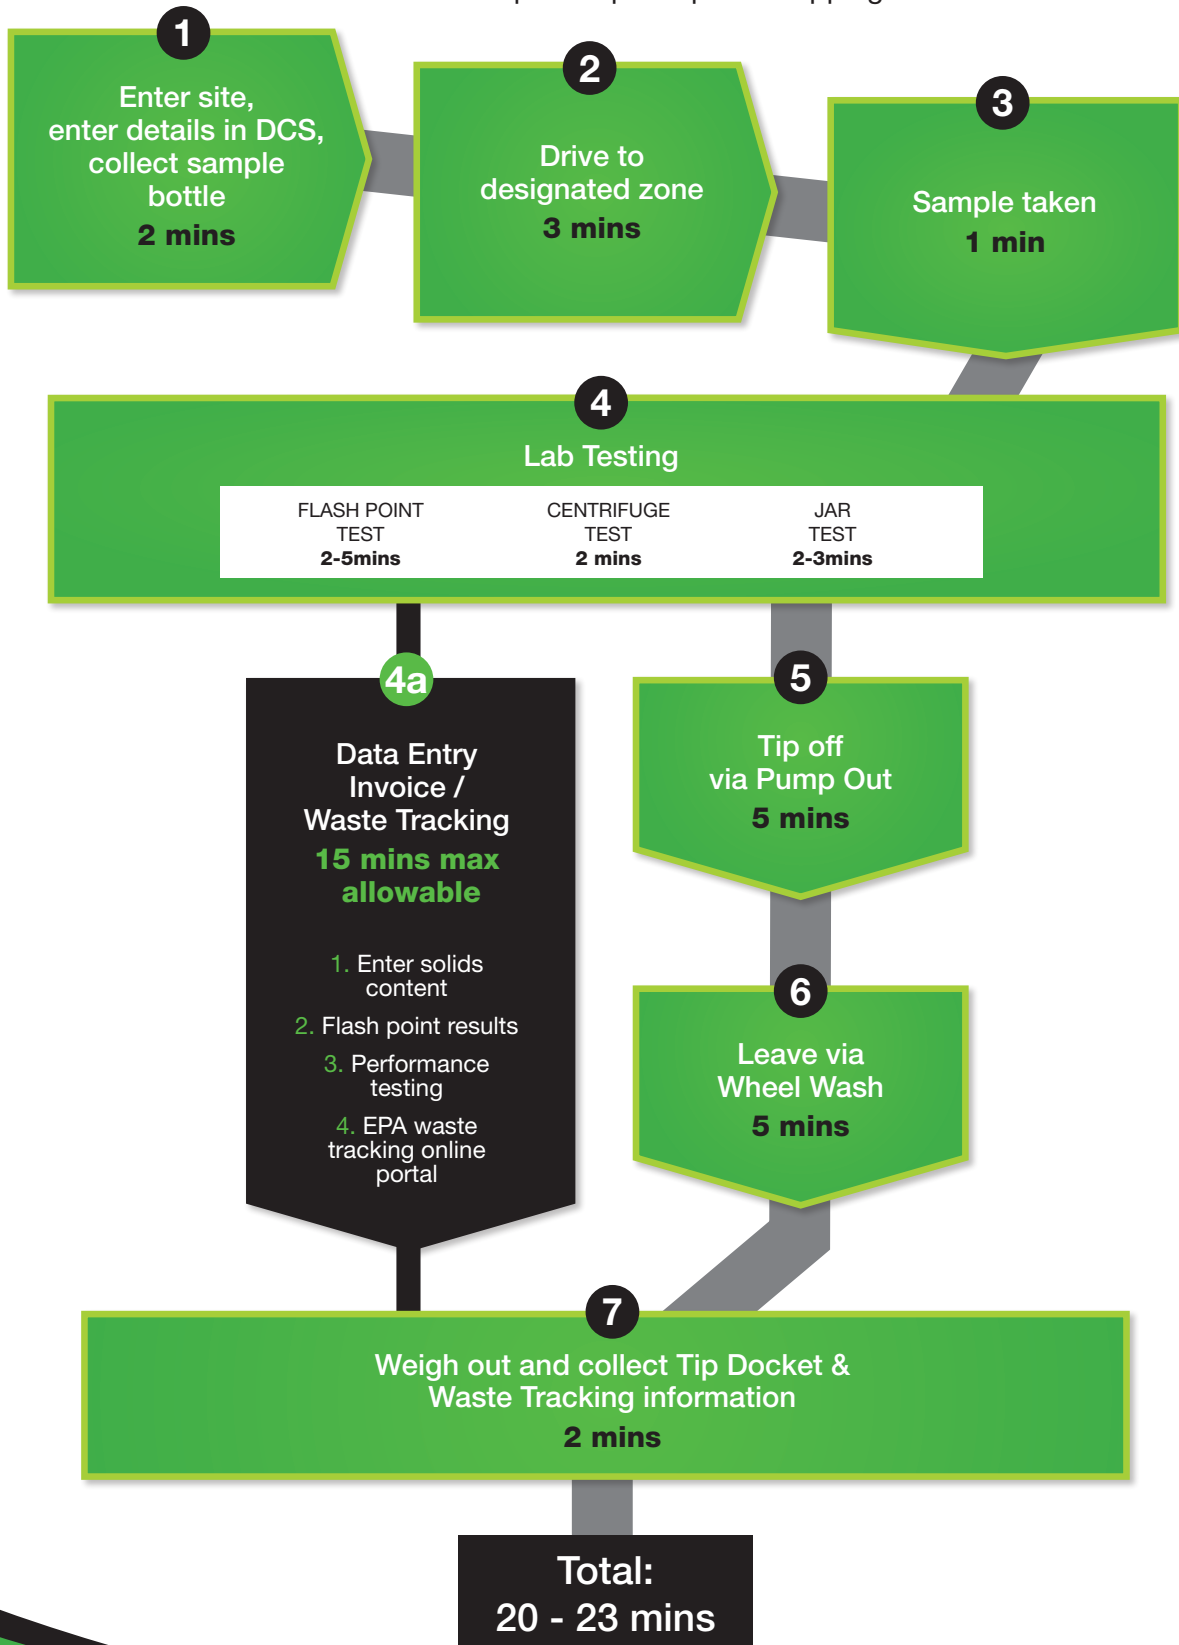 1
Enter site,
enter details in DCS,
collect sample
bottle
2 mins
2
Drive to
designated zone
3 mins
3
Sample taken
1 min
4
Lab Testing
FLASH POINT
TEST
2-5mins
CENTRIFUGE
TEST
2 mins
JAR
TEST
2-3mins
4a
Data Entry
Invoice /
Waste Tracking
15 mins max
allowable
1. Enter solids
content
2. Flash point results
3. Performance
testing
4. EPA waste
tracking online
portal
5
Tip off
via Pump Out
5 mins
6
Leave via
Wheel Wash
5 mins
7
Weigh out and collect Tip Docket &
Waste Tracking information
2 mins
Total:
20 - 23 mins